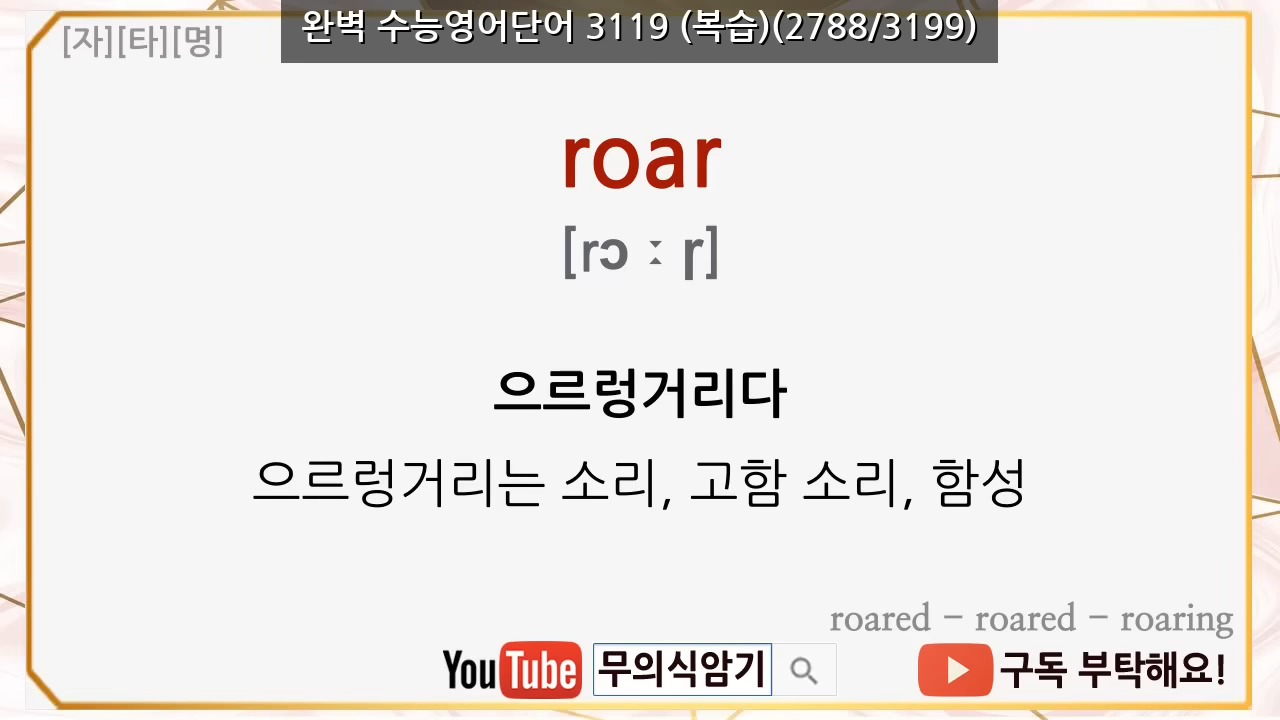 완벽 수능영어단어 3119 (복습)(2788/3199)
[자][타][명]
roar
[rɔːr]
으르렁거리다
으르렁거리는 소리, 고함 소리, 함성
roared - roared - roaring
YouTube 무의식암기 구독 부탁해요!